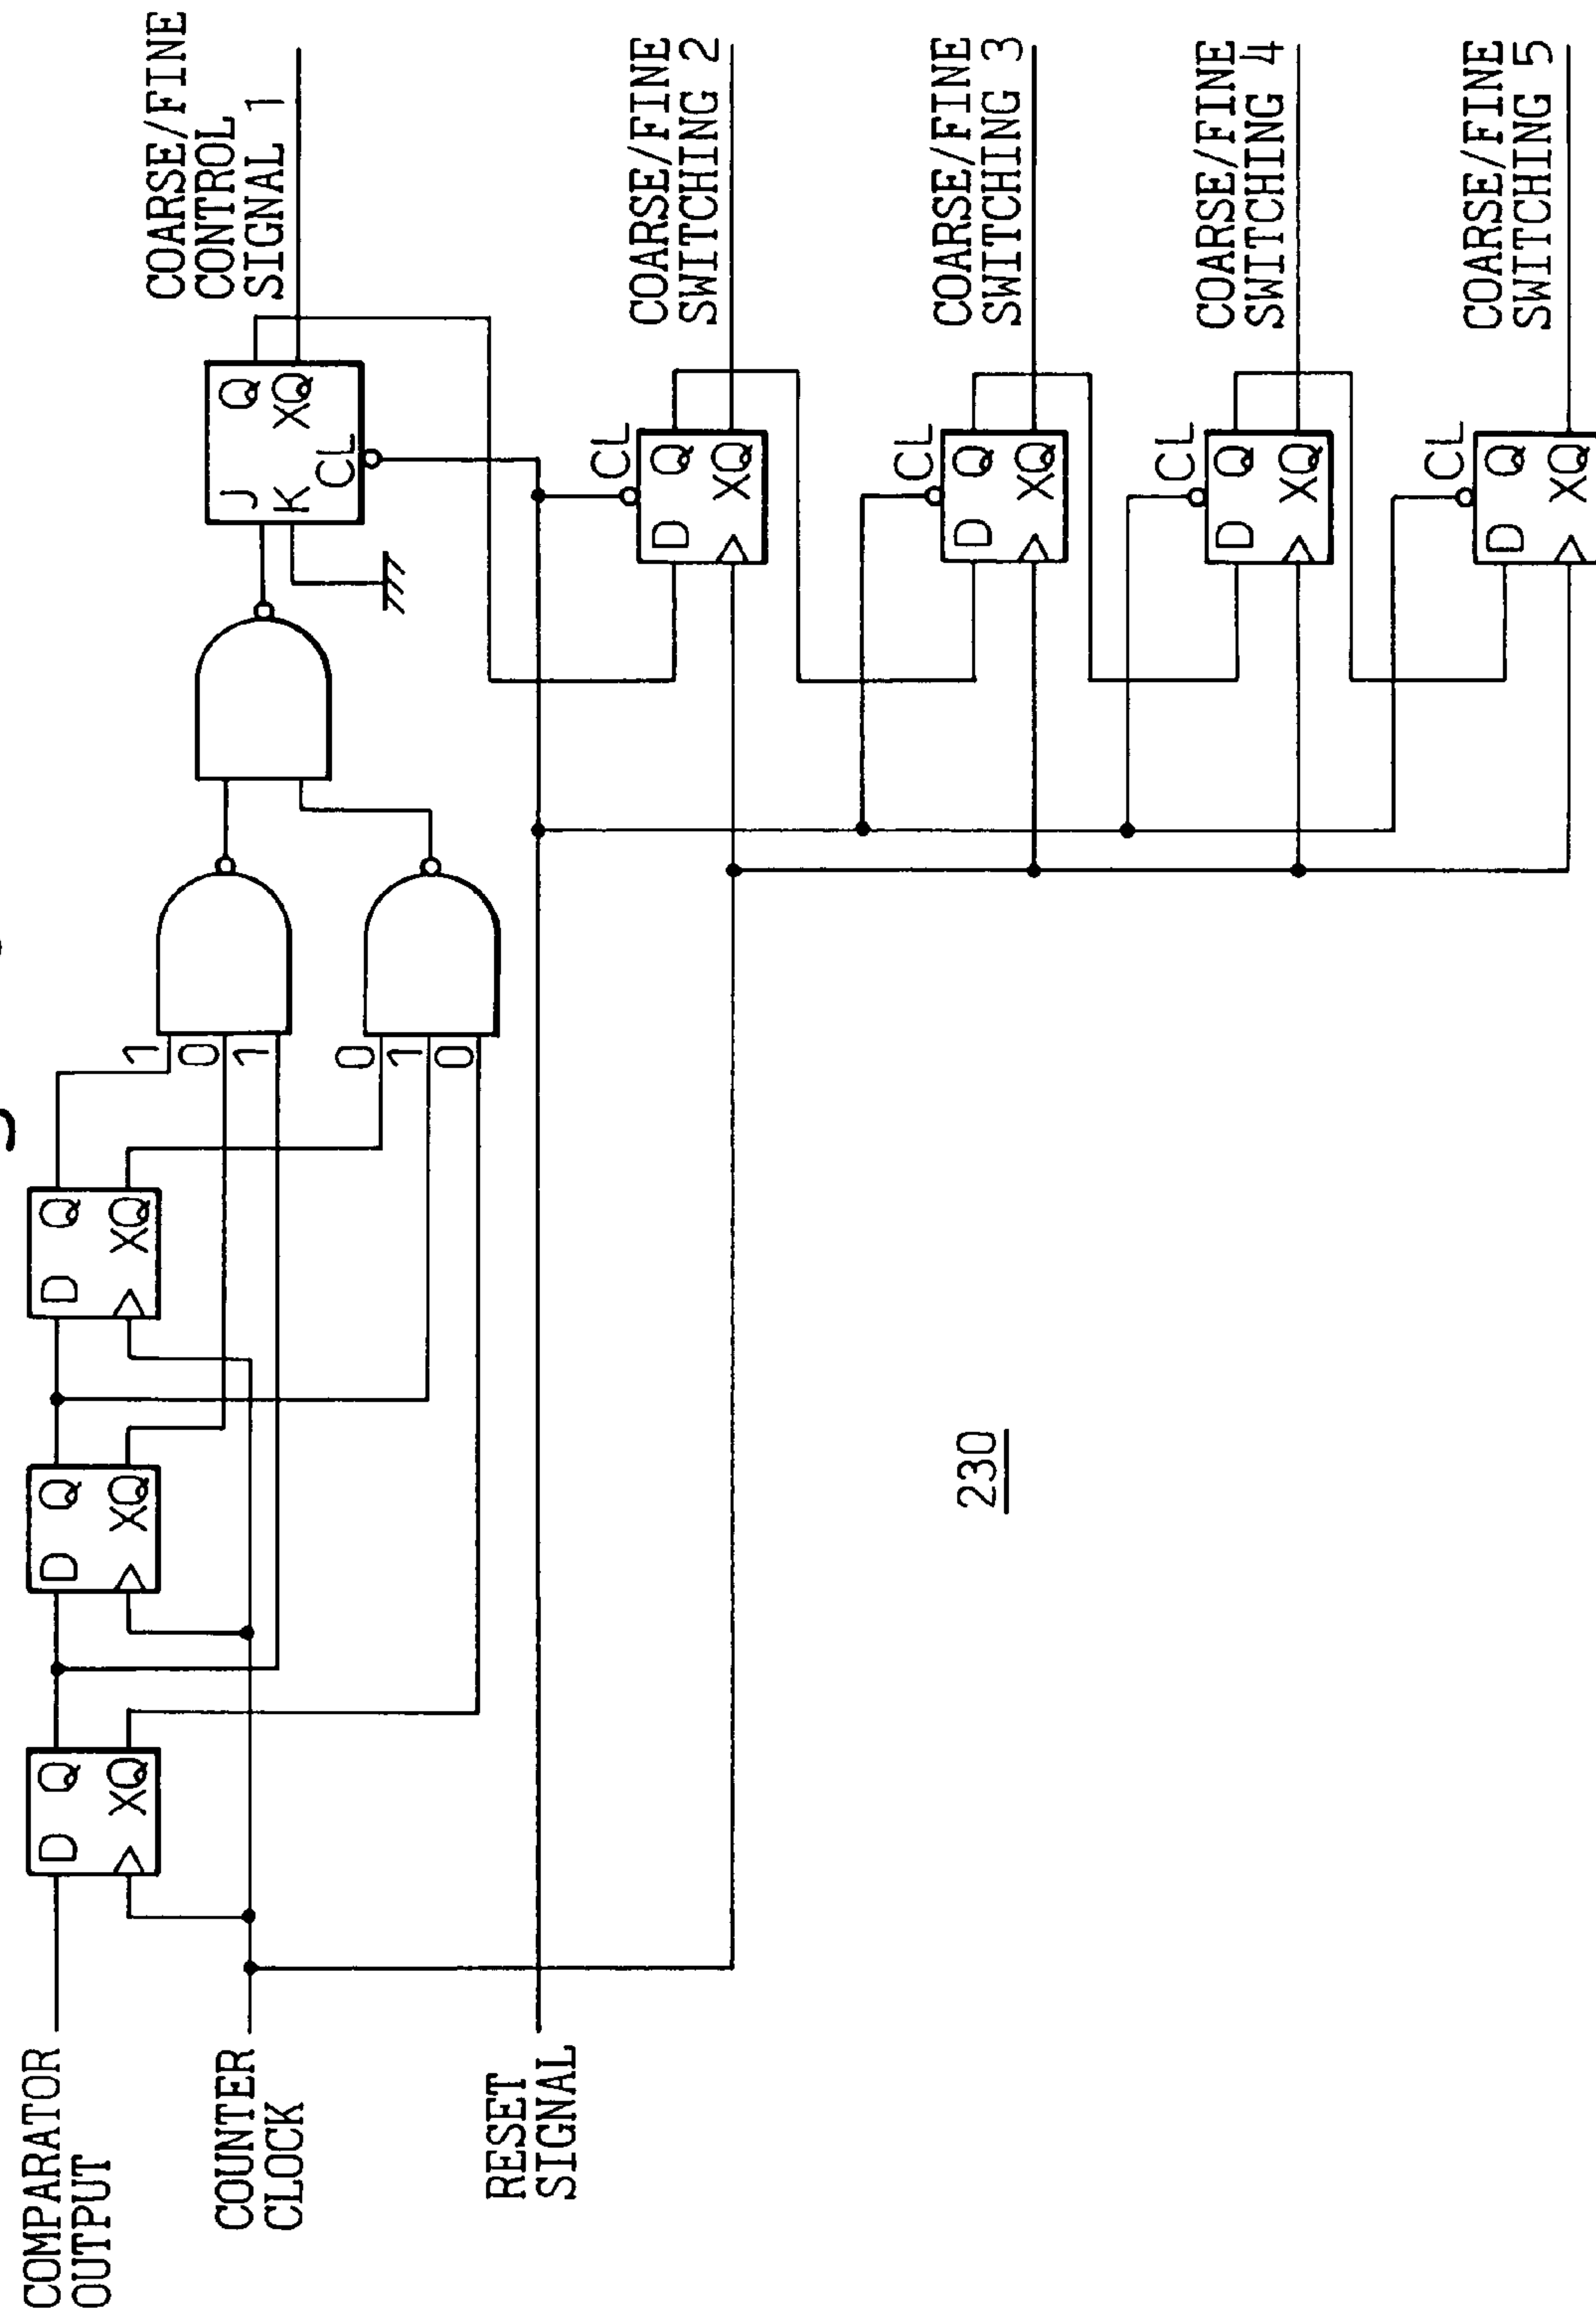 COMPARATOR
OUTPUT
COUNTER
CLOCK
RESET
SIGNAL
D Q
XQ
D Q
XQ
D Q
XQ
1
0
1
0
1
0
J Q
K XQ
CL
COARSE/FINE
CONTROL
SIGNAL 1
CL
D Q
XQ
COARSE/FINE
SWITCHING 2
CL
D Q
XQ
COARSE/FINE
SWITCHING 3
CL
D Q
XQ
COARSE/FINE
SWITCHING 4
CL
D Q
XQ
COARSE/FINE
SWITCHING 5
230